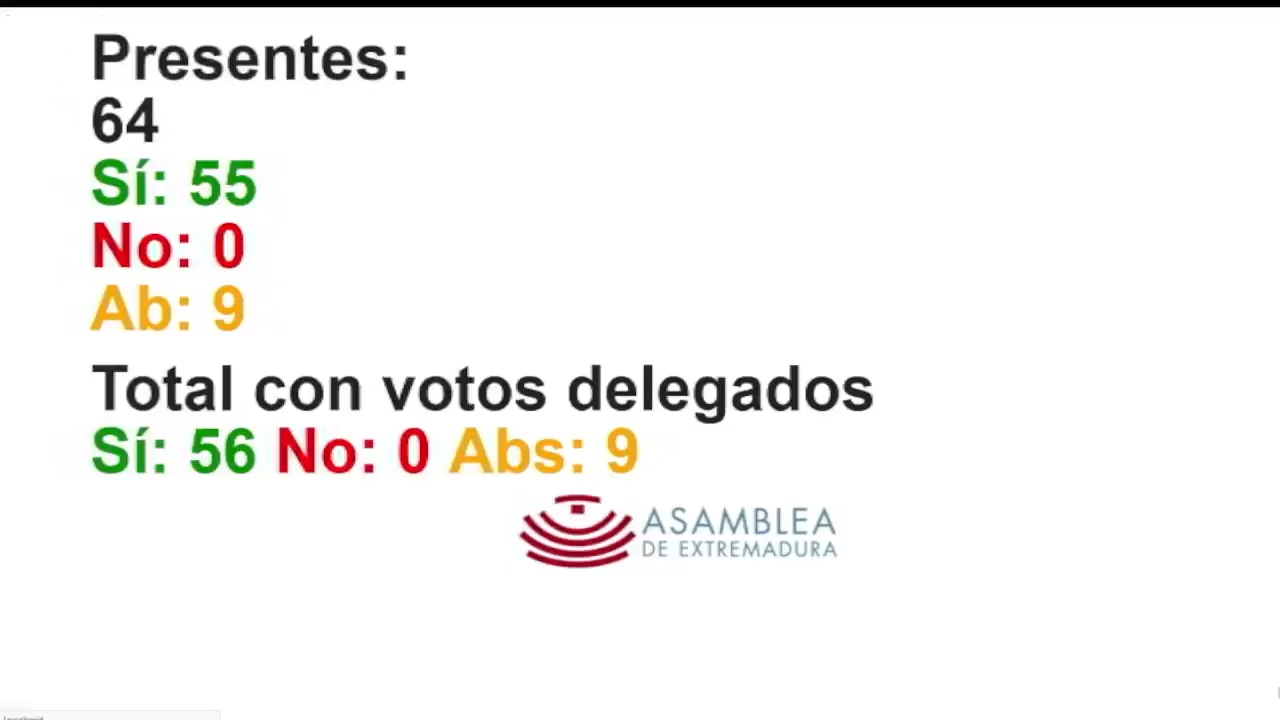 Presentes:
64
Sí: 55
No: 0
Ab: 9
Total con votos delegados
Sí: 56 No: 0 Abs: 9
ASAMBLEA
DE EXTREMADURA